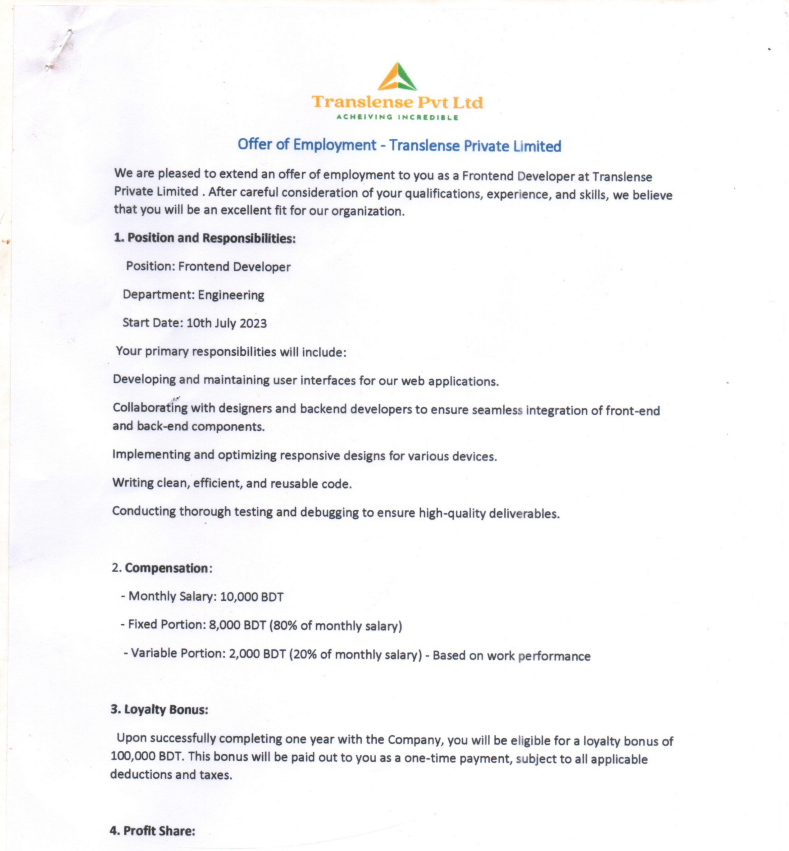 Translense Pvt Ltd
ACHEIVING INCREDIBLE
Offer of Employment - Translense Private Limited
We are pleased to extend an offer of employment to you as a Frontend Developer at Translense
Private Limited . After careful consideration of your qualifications, experience, and skills, we believe
that you will be an excellent fit for our organization.
1. Position and Responsibilities:
Position: Frontend Developer
Department: Engineering
Start Date: 10th July 2023
Your primary responsibilities will include:
Developing and maintaining user interfaces for our web applications.
Collaborating with designers and backend developers to ensure seamless integration of front-end
and back-end components.
Implementing and optimizing responsive designs for various devices.
Writing clean, efficient, and reusable code.
Conducting thorough testing and debugging to ensure high-quality deliverables.
2. Compensation:
- Monthly Salary: 10,000 BDT
- Fixed Portion: 8,000 BDT (80% of monthly salary)
- Variable Portion: 2,000 BDT (20% of monthly salary) - Based on work performance
3. Loyalty Bonus:
Upon successfully completing one year with the Company, you will be eligible for a loyalty bonus of
100,000 BDT. This bonus will be paid out to you as a one-time payment, subject to all applicable
deductions and taxes.
4. Profit Share: